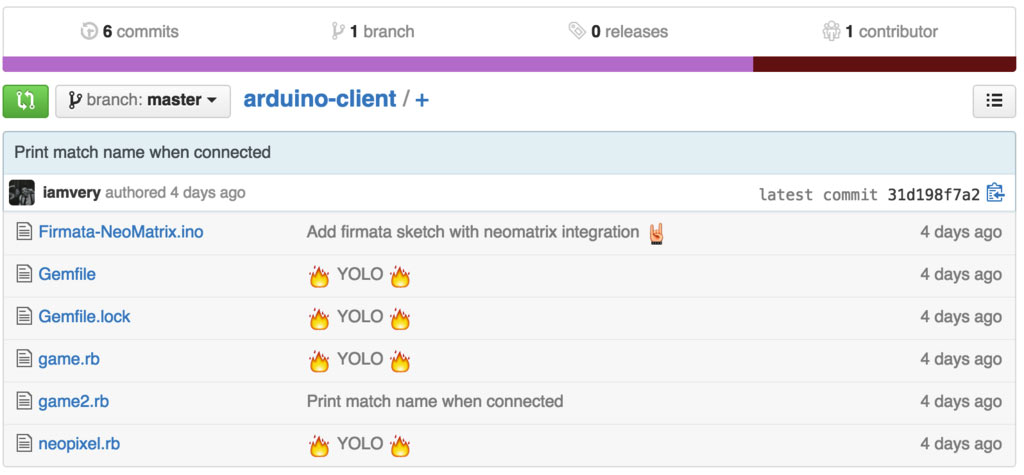 6 commits 1 branch 0 releases 1 contributor
branch: master arduino-client / +
Print match name when connected
iamvery authored 4 days ago latest commit 31d198f7a2
Firmata-NeoMatrix.ino Add firmata sketch with neomatrix integration 🤘 4 days ago
Gemfile 🔥 YOLO 🔥 4 days ago
Gemfile.lock 🔥 YOLO 🔥 4 days ago
game.rb 🔥 YOLO 🔥 4 days ago
game2.rb Print match name when connected 4 days ago
neopixel.rb 🔥 YOLO 🔥 4 days ago